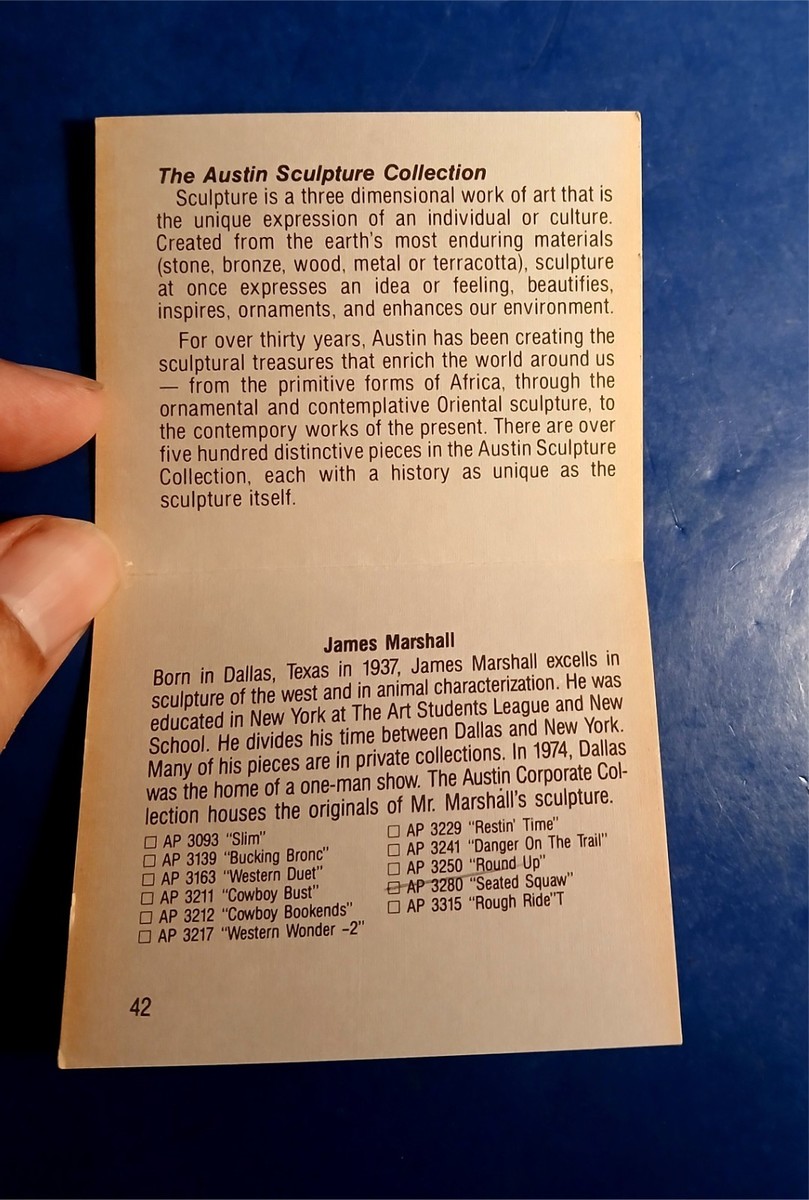 The Austin Sculpture Collection
Sculpture is a three dimensional work of art that is
the unique expression of an individual or culture.
Created from the earth's most enduring materials
(stone, bronze, wood, metal or terracotta), sculpture
at once expresses an idea or feeling, beautifies,
inspires, ornaments, and enhances our environment.
For over thirty years, Austin has been creating the
sculptural treasures that enrich the world around us
— from the primitive forms of Africa, through the
ornamental and contemplative Oriental sculpture, to
the contempory works of the present. There are over
five hundred distinctive pieces in the Austin Sculpture
Collection, each with a history as unique as the
sculpture itself.
James Marshall
Born in Dallas, Texas in 1937, James Marshall excells in
sculpture of the west and in animal characterization. He was
educated in New York at The Art Students League and New
School. He divides his time between Dallas and New York.
Many of his pieces are in private collections. In 1974, Dallas
was the home of a one-man show. The Austin Corporate Col-
lection houses the originals of Mr. Marshall's sculpture.
☐ AP 3093 "Slim"
☐ AP 3139 "Bucking Bronc"
☐ AP 3163 "Western Duet"
☐ AP 3211 "Cowboy Bust"
☐ AP 3212 "Cowboy Bookends"
☐ AP 3217 "Western Wonder -2"
☐ AP 3229 "Restin' Time"
☐ AP 3241 "Danger On The Trail"
☐ AP 3250 "Round Up"
☐ AP 3280 "Seated Squaw"
☐ AP 3315 "Rough Ride"T
42